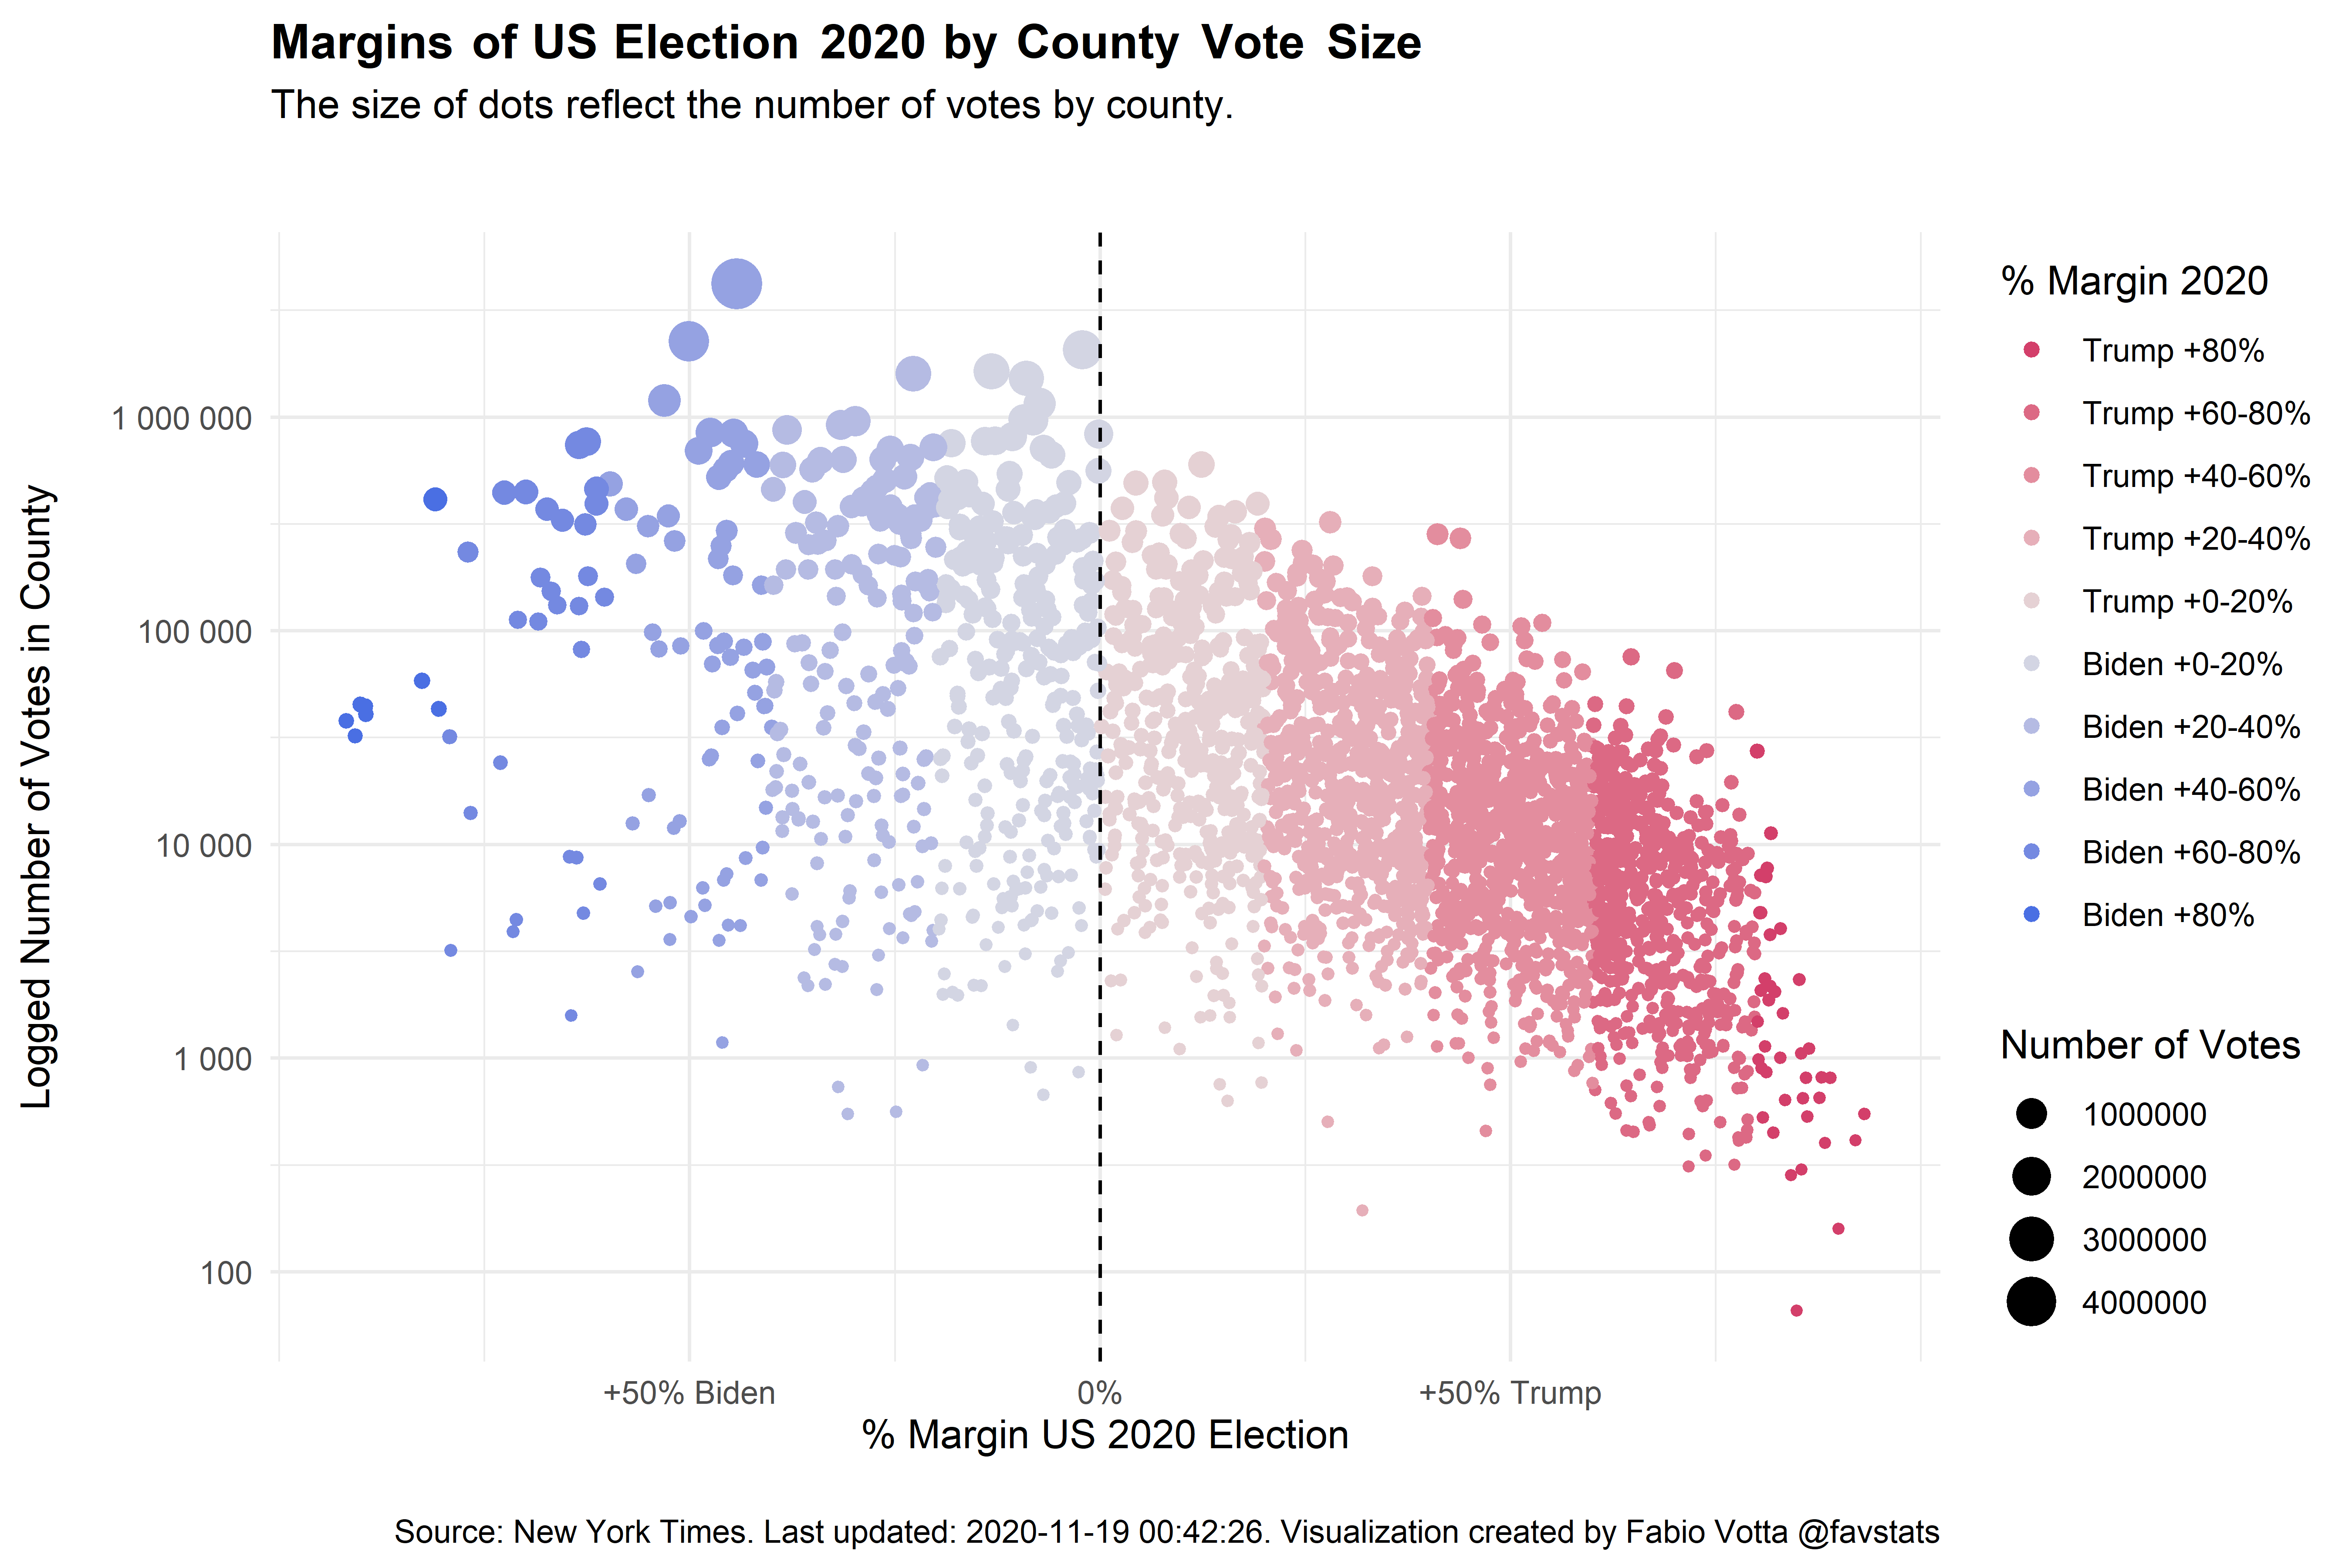 Margins of US Election 2020 by County Vote Size
The size of dots reflect the number of votes by county.
Logged Number of Votes in County
1 000 000
100 000
10 000
1 000
100
+50% Biden
0%
+50% Trump
% Margin US 2020 Election
% Margin 2020
Trump +80%
Trump +60-80%
Trump +40-60%
Trump +20-40%
Trump +0-20%
Biden +0-20%
Biden +20-40%
Biden +40-60%
Biden +60-80%
Biden +80%
Number of Votes
1000000
2000000
3000000
4000000
Source: New York Times. Last updated: 2020-11-19 00:42:26. Visualization created by Fabio Votta @favstats